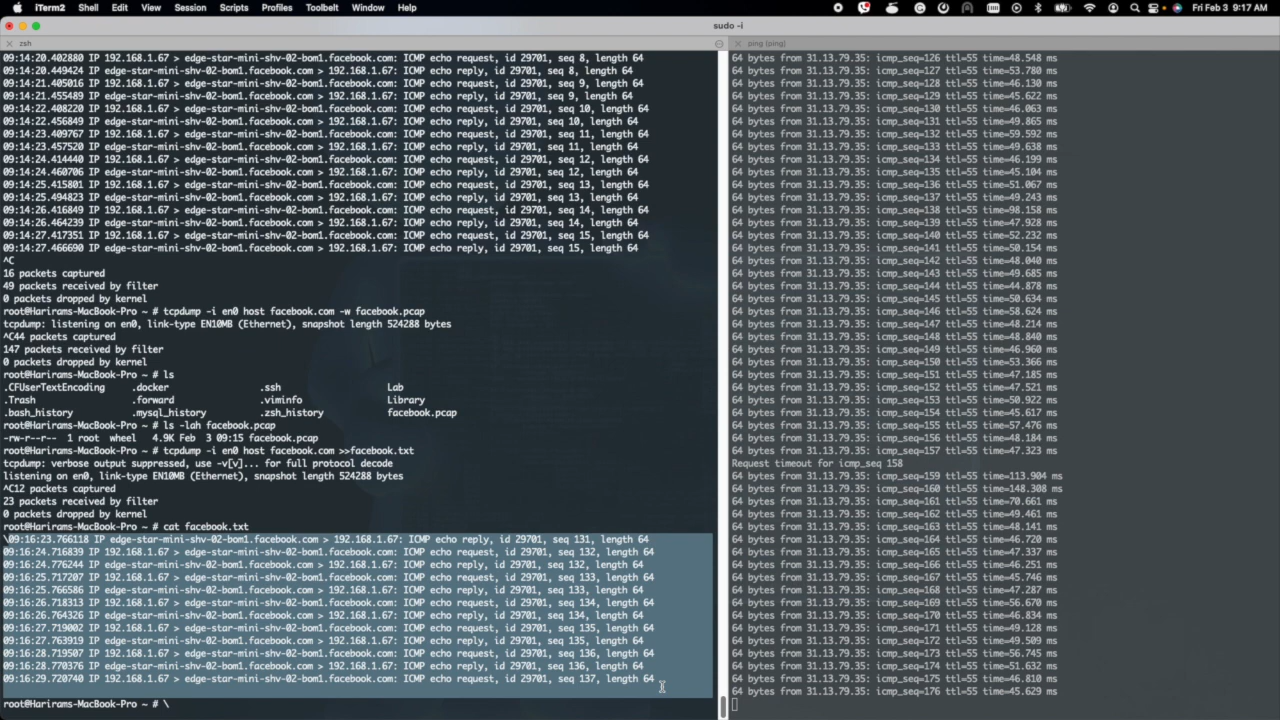 iTerm2 Shell Edit View Session Scripts Profiles Toolbelt Window Help Fri Feb 3 9:17 AM
sudo -i
zsh
09:14:20.402880 IP 192.168.1.67 > edge-star-mini-shv-02-bom1.facebook.com: ICMP echo request, id 29701, seq 8, length 64
09:14:20.449424 IP edge-star-mini-shv-02-bom1.facebook.com > 192.168.1.67: ICMP echo reply, id 29701, seq 8, length 64
09:14:21.405016 IP 192.168.1.67 > edge-star-mini-shv-02-bom1.facebook.com: ICMP echo request, id 29701, seq 9, length 64
09:14:21.455489 IP edge-star-mini-shv-02-bom1.facebook.com > 192.168.1.67: ICMP echo reply, id 29701, seq 9, length 64
09:14:22.408220 IP 192.168.1.67 > edge-star-mini-shv-02-bom1.facebook.com: ICMP echo request, id 29701, seq 10, length 64
09:14:22.456849 IP edge-star-mini-shv-02-bom1.facebook.com > 192.168.1.67: ICMP echo reply, id 29701, seq 10, length 64
09:14:23.409767 IP 192.168.1.67 > edge-star-mini-shv-02-bom1.facebook.com: ICMP echo request, id 29701, seq 11, length 64
09:14:23.457520 IP edge-star-mini-shv-02-bom1.facebook.com > 192.168.1.67: ICMP echo reply, id 29701, seq 11, length 64
09:14:24.414440 IP 192.168.1.67 > edge-star-mini-shv-02-bom1.facebook.com: ICMP echo request, id 29701, seq 12, length 64
09:14:24.460706 IP edge-star-mini-shv-02-bom1.facebook.com > 192.168.1.67: ICMP echo reply, id 29701, seq 12, length 64
09:14:25.415801 IP 192.168.1.67 > edge-star-mini-shv-02-bom1.facebook.com: ICMP echo request, id 29701, seq 13, length 64
09:14:25.494823 IP edge-star-mini-shv-02-bom1.facebook.com > 192.168.1.67: ICMP echo reply, id 29701, seq 13, length 64
09:14:26.416849 IP 192.168.1.67 > edge-star-mini-shv-02-bom1.facebook.com: ICMP echo request, id 29701, seq 14, length 64
09:14:26.464239 IP edge-star-mini-shv-02-bom1.facebook.com > 192.168.1.67: ICMP echo reply, id 29701, seq 14, length 64
09:14:27.417351 IP 192.168.1.67 > edge-star-mini-shv-02-bom1.facebook.com: ICMP echo request, id 29701, seq 15, length 64
09:14:27.466690 IP edge-star-mini-shv-02-bom1.facebook.com > 192.168.1.67: ICMP echo reply, id 29701, seq 15, length 64
^C
16 packets captured
49 packets received by filter
0 packets dropped by kernel
root@Harirams-MacBook-Pro ~ # tcpdump -i en0 host facebook.com -w facebook.pcap
tcpdump: listening on en0, link-type EN10MB (Ethernet), snapshot length 524288 bytes
^C44 packets captured
147 packets received by filter
0 packets dropped by kernel
root@Harirams-MacBook-Pro ~ # ls
.CFUserTextEncoding .docker .ssh Lab
.Trash .forward .viminfo Library
.bash_history .mysql_history .zsh_history facebook.pcap
root@Harirams-MacBook-Pro ~ # ls -lah facebook.pcap
-rw-r--r-- 1 root wheel 4.9K Feb 3 09:15 facebook.pcap
root@Harirams-MacBook-Pro ~ # tcpdump -i en0 host facebook.com >>facebook.txt
tcpdump: verbose output suppressed, use -v[v]... for full protocol decode
listening on en0, link-type EN10MB (Ethernet), snapshot length 524288 bytes
^C12 packets captured
23 packets received by filter
0 packets dropped by kernel
root@Harirams-MacBook-Pro ~ # cat facebook.txt
\09:16:23.766118 IP edge-star-mini-shv-02-bom1.facebook.com > 192.168.1.67: ICMP echo reply, id 29701, seq 131, length 64
09:16:24.716839 IP 192.168.1.67 > edge-star-mini-shv-02-bom1.facebook.com: ICMP echo request, id 29701, seq 132, length 64
09:16:24.776244 IP edge-star-mini-shv-02-bom1.facebook.com > 192.168.1.67: ICMP echo reply, id 29701, seq 132, length 64
09:16:25.717207 IP 192.168.1.67 > edge-star-mini-shv-02-bom1.facebook.com: ICMP echo request, id 29701, seq 133, length 64
09:16:25.766586 IP edge-star-mini-shv-02-bom1.facebook.com > 192.168.1.67: ICMP echo reply, id 29701, seq 133, length 64
09:16:26.718313 IP 192.168.1.67 > edge-star-mini-shv-02-bom1.facebook.com: ICMP echo request, id 29701, seq 134, length 64
09:16:26.764326 IP edge-star-mini-shv-02-bom1.facebook.com > 192.168.1.67: ICMP echo reply, id 29701, seq 134, length 64
09:16:27.719002 IP 192.168.1.67 > edge-star-mini-shv-02-bom1.facebook.com: ICMP echo request, id 29701, seq 135, length 64
09:16:27.763919 IP edge-star-mini-shv-02-bom1.facebook.com > 192.168.1.67: ICMP echo reply, id 29701, seq 135, length 64
09:16:28.719507 IP 192.168.1.67 > edge-star-mini-shv-02-bom1.facebook.com: ICMP echo request, id 29701, seq 136, length 64
09:16:28.770376 IP edge-star-mini-shv-02-bom1.facebook.com > 192.168.1.67: ICMP echo reply, id 29701, seq 136, length 64
09:16:29.720740 IP 192.168.1.67 > edge-star-mini-shv-02-bom1.facebook.com: ICMP echo request, id 29701, seq 137, length 64
root@Harirams-MacBook-Pro ~ # \
ping (ping)
64 bytes from 31.13.79.35: icmp_seq=126 ttl=55 time=48.548 ms
64 bytes from 31.13.79.35: icmp_seq=127 ttl=55 time=53.780 ms
64 bytes from 31.13.79.35: icmp_seq=128 ttl=55 time=46.130 ms
64 bytes from 31.13.79.35: icmp_seq=129 ttl=55 time=45.622 ms
64 bytes from 31.13.79.35: icmp_seq=130 ttl=55 time=46.063 ms
64 bytes from 31.13.79.35: icmp_seq=131 ttl=55 time=49.865 ms
64 bytes from 31.13.79.35: icmp_seq=132 ttl=55 time=59.592 ms
64 bytes from 31.13.79.35: icmp_seq=133 ttl=55 time=49.638 ms
64 bytes from 31.13.79.35: icmp_seq=134 ttl=55 time=46.199 ms
64 bytes from 31.13.79.35: icmp_seq=135 ttl=55 time=45.104 ms
64 bytes from 31.13.79.35: icmp_seq=136 ttl=55 time=51.067 ms
64 bytes from 31.13.79.35: icmp_seq=137 ttl=55 time=49.243 ms
64 bytes from 31.13.79.35: icmp_seq=138 ttl=55 time=98.158 ms
64 bytes from 31.13.79.35: icmp_seq=139 ttl=55 time=47.928 ms
64 bytes from 31.13.79.35: icmp_seq=140 ttl=55 time=52.232 ms
64 bytes from 31.13.79.35: icmp_seq=141 ttl=55 time=50.154 ms
64 bytes from 31.13.79.35: icmp_seq=142 ttl=55 time=48.040 ms
64 bytes from 31.13.79.35: icmp_seq=143 ttl=55 time=49.685 ms
64 bytes from 31.13.79.35: icmp_seq=144 ttl=55 time=44.878 ms
64 bytes from 31.13.79.35: icmp_seq=145 ttl=55 time=50.634 ms
64 bytes from 31.13.79.35: icmp_seq=146 ttl=55 time=58.624 ms
64 bytes from 31.13.79.35: icmp_seq=147 ttl=55 time=48.214 ms
64 bytes from 31.13.79.35: icmp_seq=148 ttl=55 time=48.840 ms
64 bytes from 31.13.79.35: icmp_seq=149 ttl=55 time=46.960 ms
64 bytes from 31.13.79.35: icmp_seq=150 ttl=55 time=53.366 ms
64 bytes from 31.13.79.35: icmp_seq=151 ttl=55 time=47.185 ms
64 bytes from 31.13.79.35: icmp_seq=152 ttl=55 time=47.521 ms
64 bytes from 31.13.79.35: icmp_seq=153 ttl=55 time=50.922 ms
64 bytes from 31.13.79.35: icmp_seq=154 ttl=55 time=45.617 ms
64 bytes from 31.13.79.35: icmp_seq=155 ttl=55 time=57.476 ms
64 bytes from 31.13.79.35: icmp_seq=156 ttl=55 time=48.184 ms
64 bytes from 31.13.79.35: icmp_seq=157 ttl=55 time=47.323 ms
Request timeout for icmp_seq 158
64 bytes from 31.13.79.35: icmp_seq=159 ttl=55 time=113.904 ms
64 bytes from 31.13.79.35: icmp_seq=160 ttl=55 time=148.308 ms
64 bytes from 31.13.79.35: icmp_seq=161 ttl=55 time=70.661 ms
64 bytes from 31.13.79.35: icmp_seq=162 ttl=55 time=49.461 ms
64 bytes from 31.13.79.35: icmp_seq=163 ttl=55 time=48.141 ms
64 bytes from 31.13.79.35: icmp_seq=164 ttl=55 time=46.720 ms
64 bytes from 31.13.79.35: icmp_seq=165 ttl=55 time=47.337 ms
64 bytes from 31.13.79.35: icmp_seq=166 ttl=55 time=46.251 ms
64 bytes from 31.13.79.35: icmp_seq=167 ttl=55 time=45.746 ms
64 bytes from 31.13.79.35: icmp_seq=168 ttl=55 time=47.287 ms
64 bytes from 31.13.79.35: icmp_seq=169 ttl=55 time=56.670 ms
64 bytes from 31.13.79.35: icmp_seq=170 ttl=55 time=46.834 ms
64 bytes from 31.13.79.35: icmp_seq=171 ttl=55 time=49.128 ms
64 bytes from 31.13.79.35: icmp_seq=172 ttl=55 time=49.509 ms
64 bytes from 31.13.79.35: icmp_seq=173 ttl=55 time=56.745 ms
64 bytes from 31.13.79.35: icmp_seq=174 ttl=55 time=51.632 ms
64 bytes from 31.13.79.35: icmp_seq=175 ttl=55 time=46.810 ms
64 bytes from 31.13.79.35: icmp_seq=176 ttl=55 time=45.629 ms